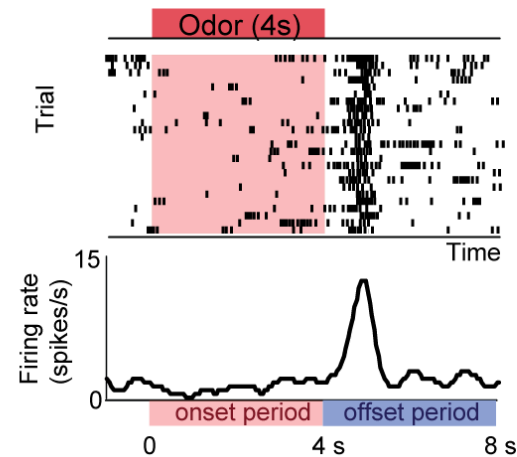 Odor (4s)
Trial
Time
15
Firing rate
(spikes/s)
0
onset period
offset period
0
4 s
8 s